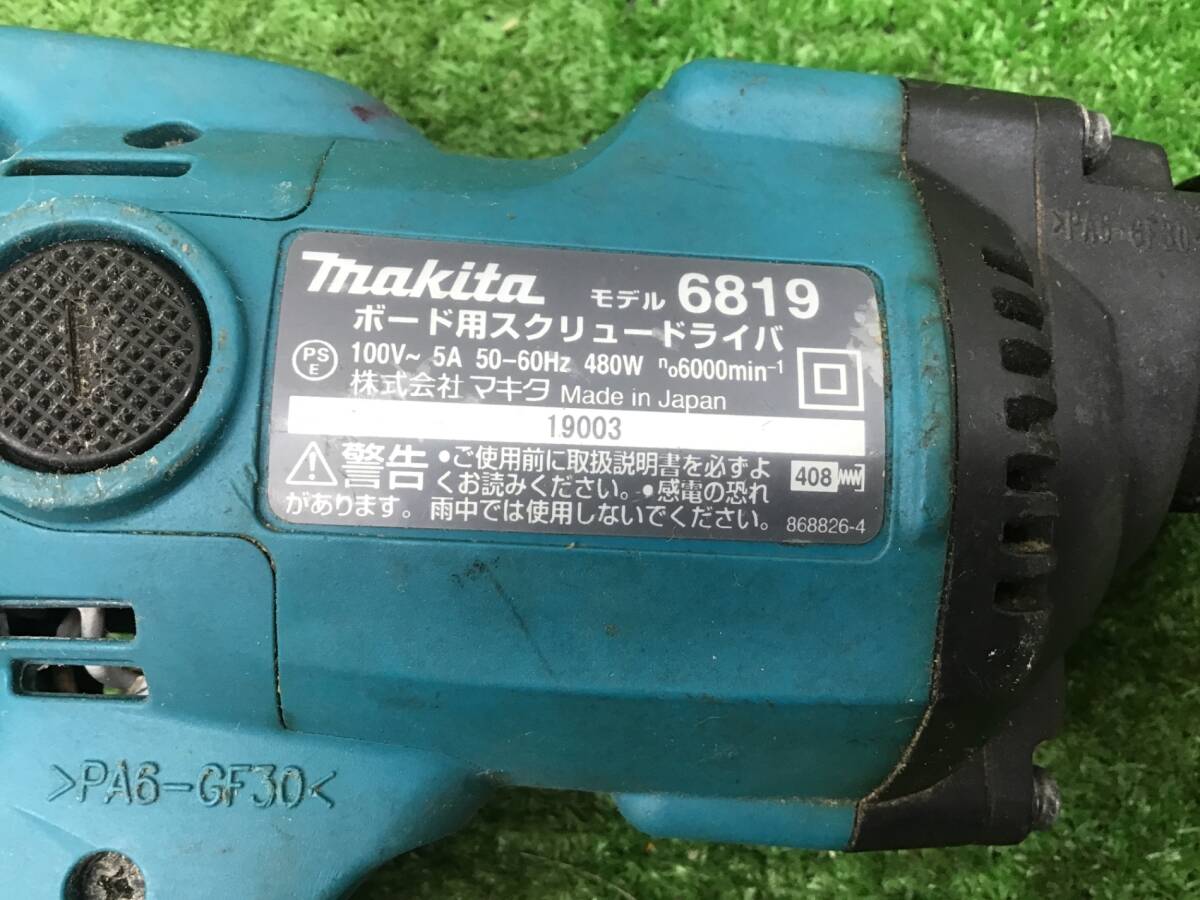 makita モデル 6819
ボード用スクリュードライバ
PS E 100V~ 5A 50-60Hz 480W n₀6000min⁻¹
株式会社 マキタ Made in Japan
19003
警告 •ご使用前に取扱説明書を必ずよ
くお読みください。•感電の恐れ
があります。雨中では使用しないでください。
408
868826-4
>PA6-GF30<
>PA6-GF30